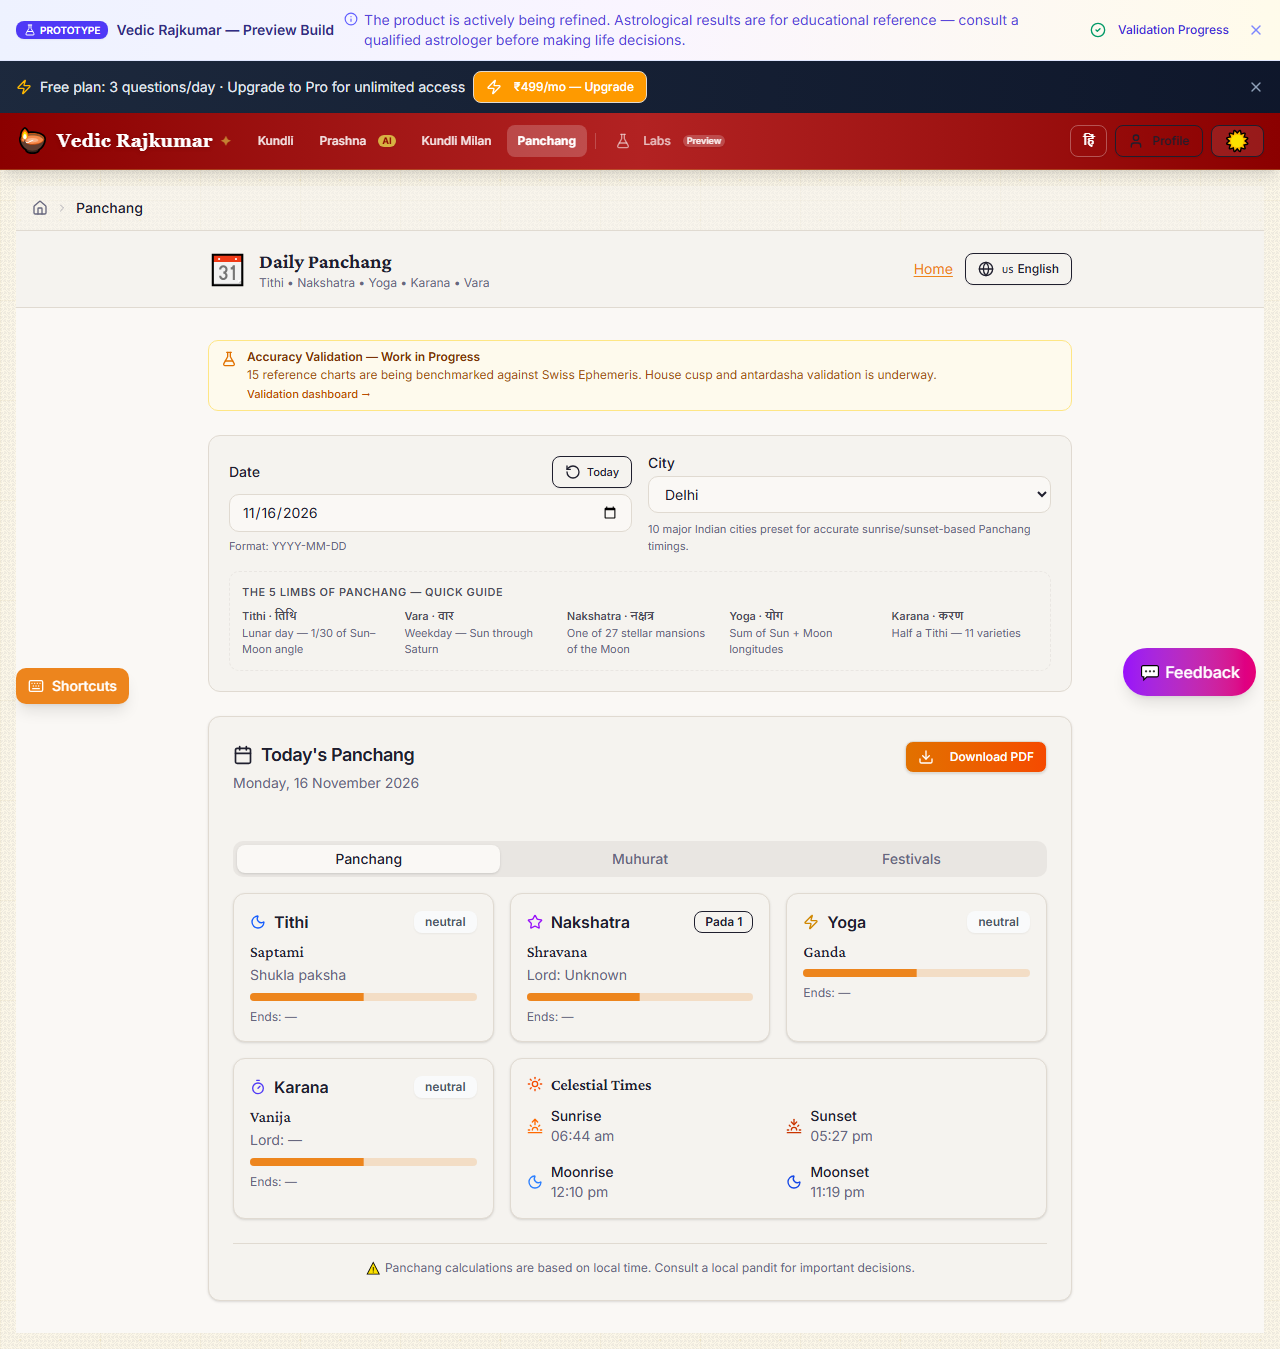 PROTOTYPE Vedic Rajkumar — Preview Build
The product is actively being refined. Astrological results are for educational reference — consult a
qualified astrologer before making life decisions.
Validation Progress
Free plan: 3 questions/day · Upgrade to Pro for unlimited access ₹499/mo — Upgrade
Vedic Rajkumar Kundli Prashna AI Kundli Milan Panchang Labs Preview हि Profile
Panchang
Daily Panchang
Tithi • Nakshatra • Yoga • Karana • Vara
Home us English
Accuracy Validation — Work in Progress
15 reference charts are being benchmarked against Swiss Ephemeris. House cusp and antardasha validation is underway.
Validation dashboard →
Date Today
11/16/2026
Format: YYYY-MM-DD
City
Delhi
10 major Indian cities preset for accurate sunrise/sunset-based Panchang
timings.
THE 5 LIMBS OF PANCHANG — QUICK GUIDE
Tithi · तिथि
Lunar day — 1/30 of Sun–
Moon angle
Vara · वार
Weekday — Sun through
Saturn
Nakshatra · नक्षत्र
One of 27 stellar mansions
of the Moon
Yoga · योग
Sum of Sun + Moon
longitudes
Karana · करण
Half a Tithi — 11 varieties
Shortcuts
Feedback
Today's Panchang
Monday, 16 November 2026
Download PDF
Panchang Muhurat Festivals
Tithi neutral
Saptami
Shukla paksha
Ends: —
Nakshatra Pada 1
Shravana
Lord: Unknown
Ends: —
Yoga neutral
Ganda
Ends: —
Karana neutral
Vanija
Lord: —
Ends: —
Celestial Times
Sunrise
06:44 am
Sunset
05:27 pm
Moonrise
12:10 pm
Moonset
11:19 pm
Panchang calculations are based on local time. Consult a local pandit for important decisions.